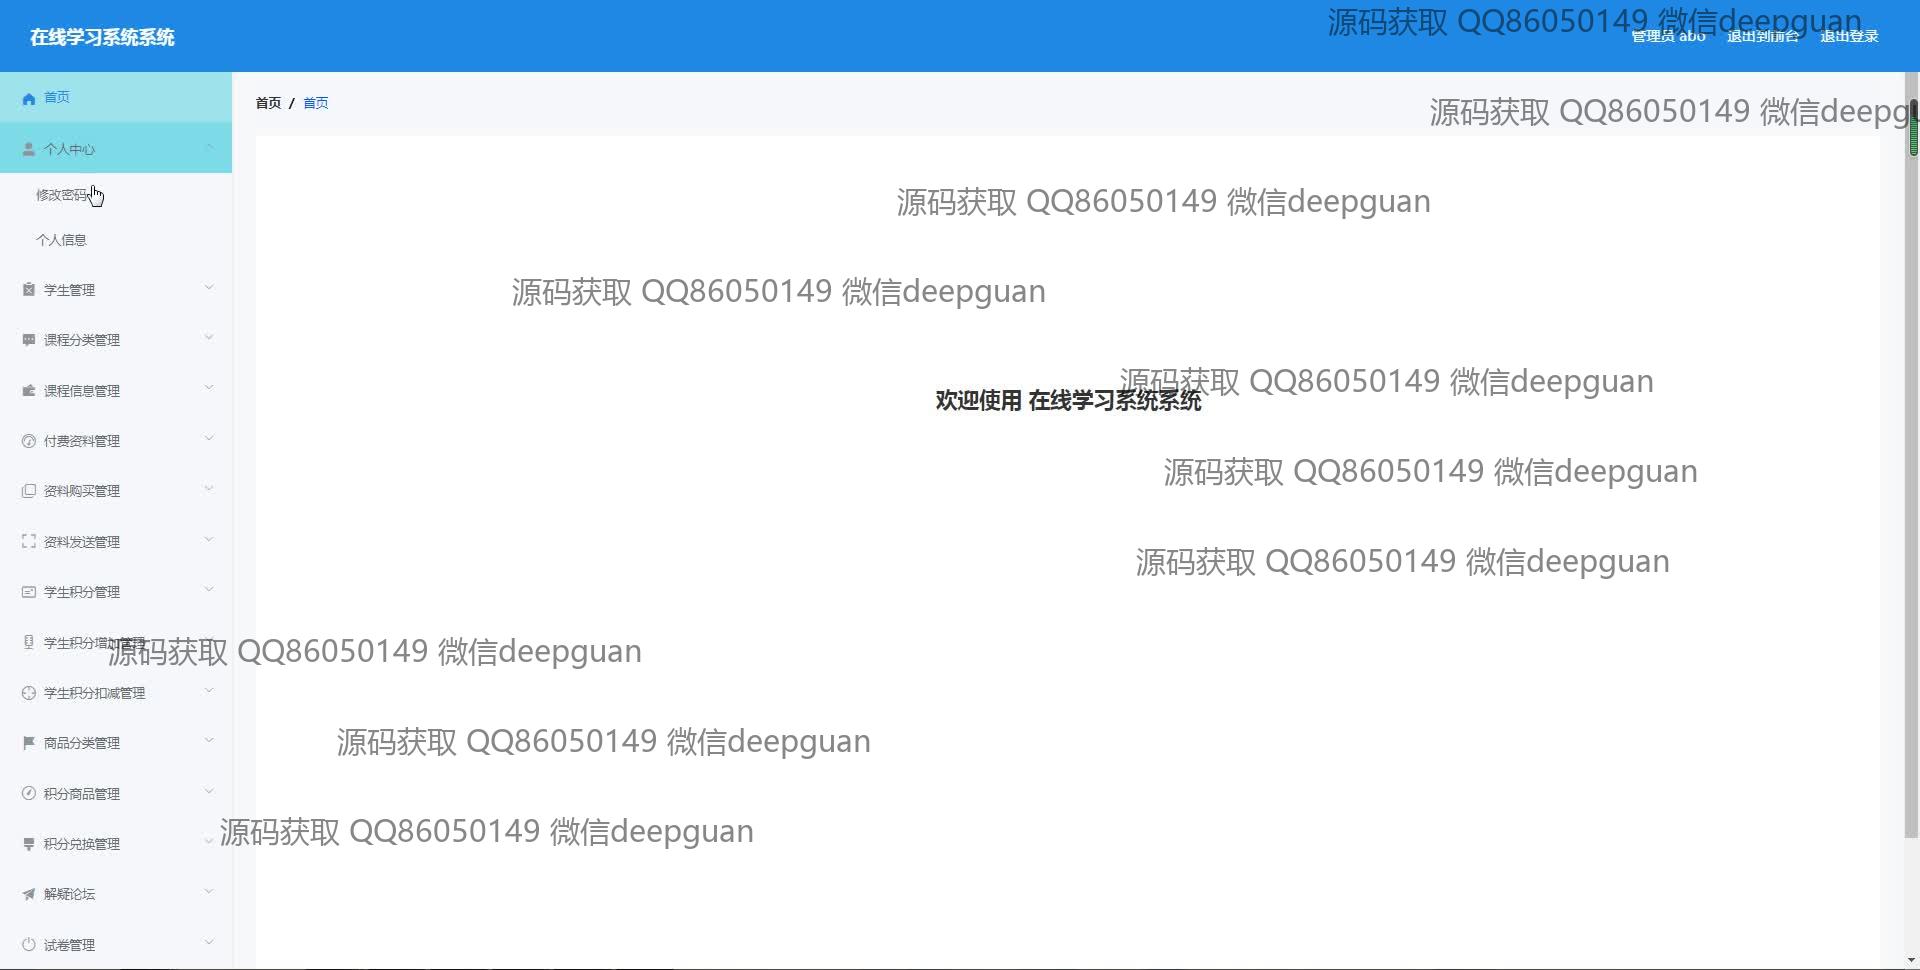 在线学习系统系统
源码获取 QQ86050149 微信deepguan
管理员 abo 退出到前台 退出登录
首页
首页 / 首页
源码获取 QQ86050149 微信deepgu
个人中心
修改密码
源码获取 QQ86050149 微信deepguan
个人信息
学生管理
源码获取 QQ86050149 微信deepguan
课程分类管理
源码获取 QQ86050149 微信deepguan
课程信息管理
欢迎使用 在线学习系统系统
付费资料管理
源码获取 QQ86050149 微信deepguan
资料购买管理
资料发送管理
源码获取 QQ86050149 微信deepguan
学生积分管理
学生积分增加管理
源码获取 QQ86050149 微信deepguan
学生积分扣减管理
商品分类管理
源码获取 QQ86050149 微信deepguan
积分商品管理
积分兑换管理
源码获取 QQ86050149 微信deepguan
解疑论坛
试卷管理